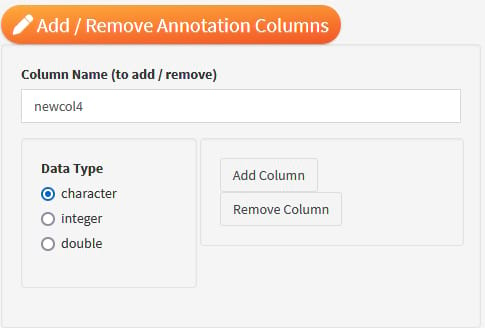 Add / Remove Annotation Columns
Column Name (to add / remove)
newcol4
Data Type
character
integer
double
Add Column
Remove Column